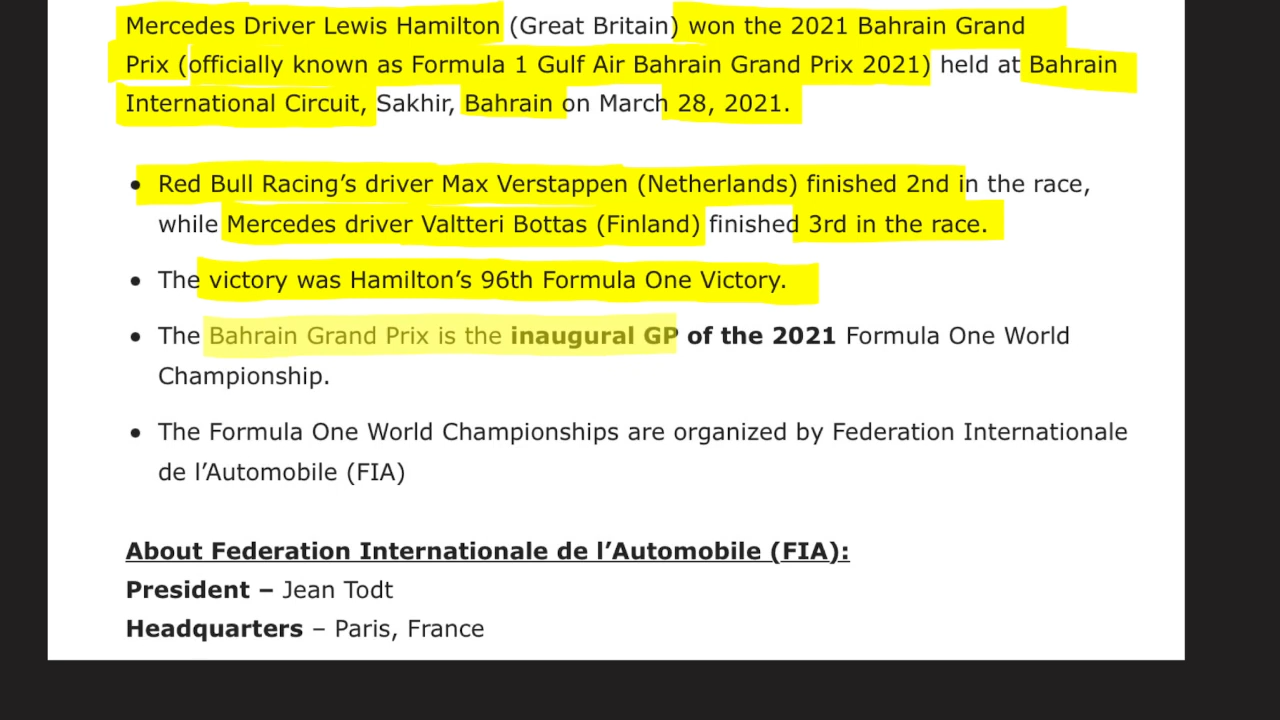 Mercedes Driver Lewis Hamilton (Great Britain) won the 2021 Bahrain Grand
Prix (officially known as Formula 1 Gulf Air Bahrain Grand Prix 2021) held at Bahrain
International Circuit, Sakhir, Bahrain on March 28, 2021.
• Red Bull Racing’s driver Max Verstappen (Netherlands) finished 2nd in the race,
while Mercedes driver Valtteri Bottas (Finland) finished 3rd in the race.
• The victory was Hamilton’s 96th Formula One Victory.
• The Bahrain Grand Prix is the inaugural GP of the 2021 Formula One World
Championship.
• The Formula One World Championships are organized by Federation Internationale
de l’Automobile (FIA)
About Federation Internationale de l’Automobile (FIA):
President – Jean Todt
Headquarters – Paris, France